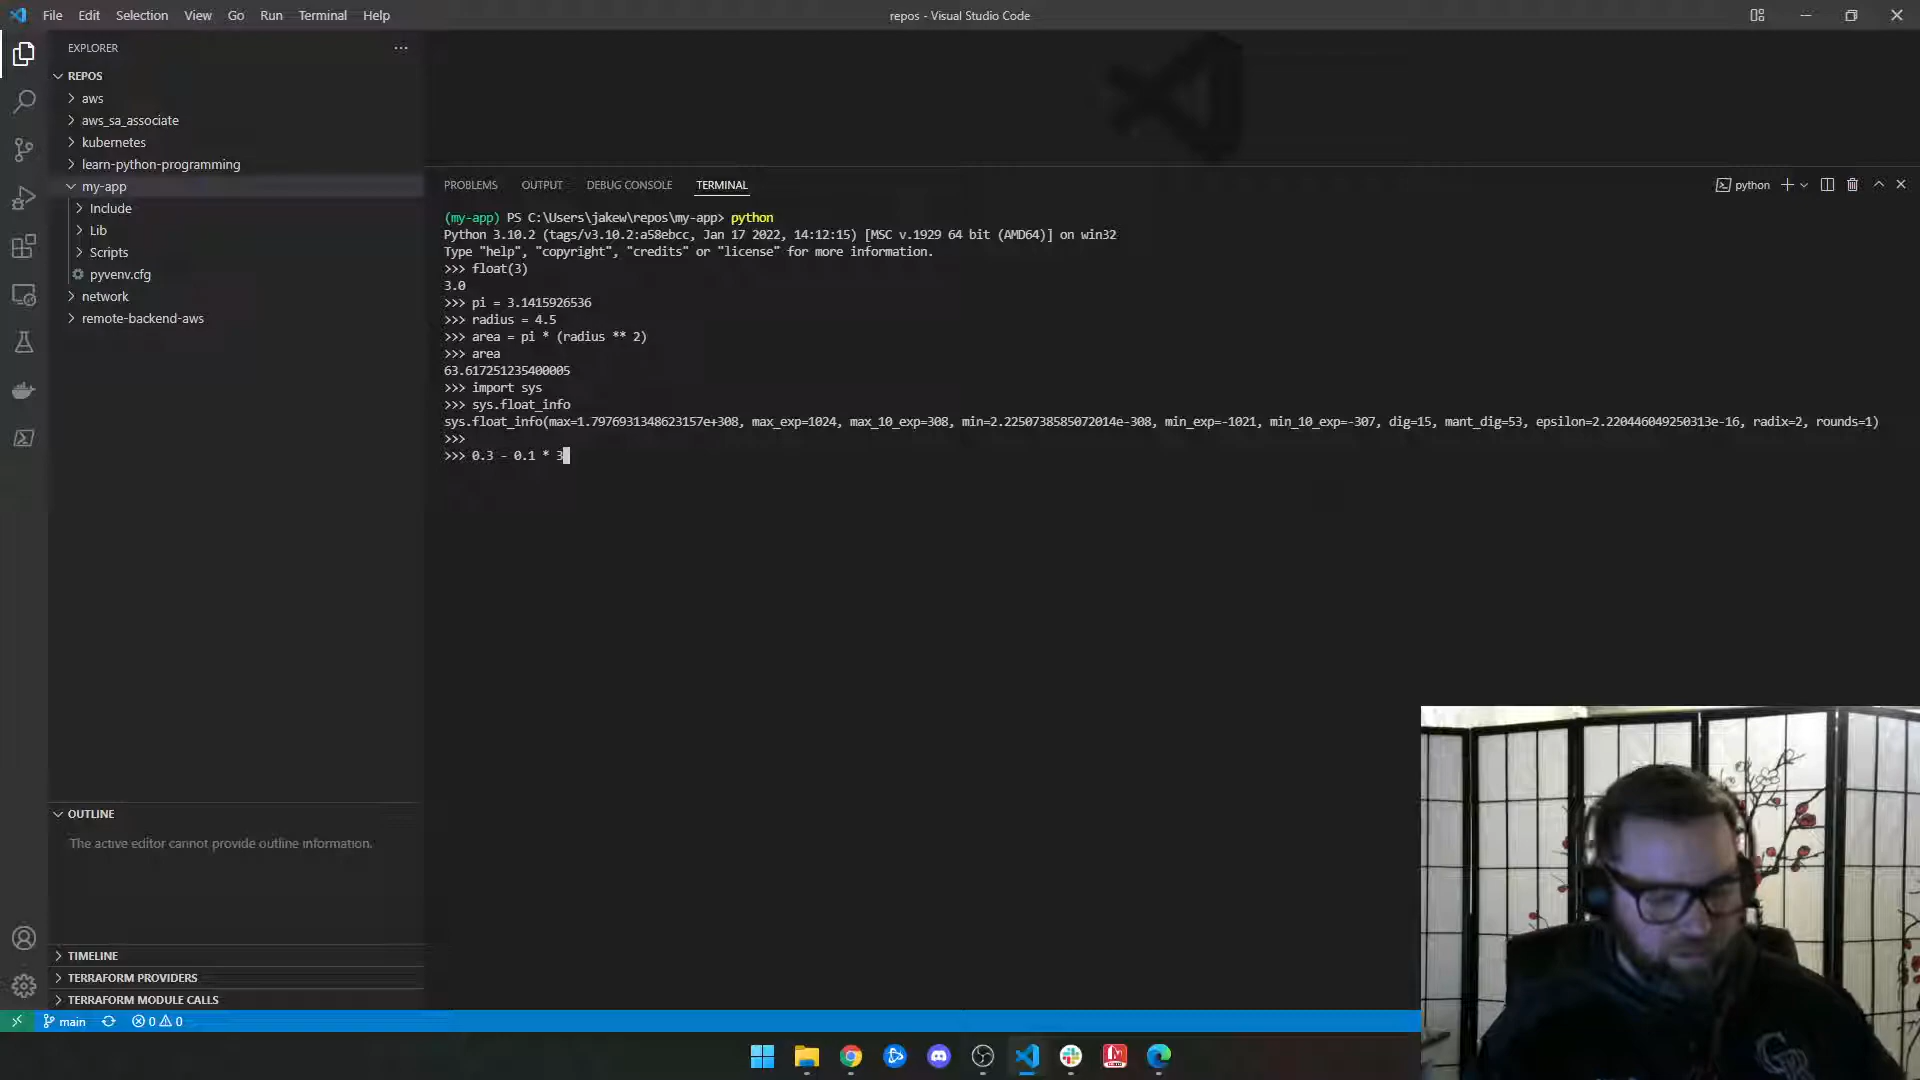 File Edit Selection View Go Run Terminal Help
repos - Visual Studio Code
EXPLORER
REPOS
aws
aws_sa_associate
kubernetes
learn-python-programming
my-app
Include
Lib
Scripts
pyvenv.cfg
network
remote-backend-aws
PROBLEMS OUTPUT DEBUG CONSOLE TERMINAL
python
(my-app) PS C:\Users\jakew\repos\my-app> python
Python 3.10.2 (tags/v3.10.2:a58ebcc, Jan 17 2022, 14:12:15) [MSC v.1929 64 bit (AMD64)] on win32
Type "help", "copyright", "credits" or "license" for more information.
>>> float(3)
3.0
>>> pi = 3.1415926536
>>> radius = 4.5
>>> area = pi * (radius ** 2)
>>> area
63.617251235400005
>>> import sys
>>> sys.float_info
sys.float_info(max=1.7976931348623157e+308, max_exp=1024, max_10_exp=308, min=2.2250738585072014e-308, min_exp=-1021, min_10_exp=-307, dig=15, mant_dig=53, epsilon=2.220446049250313e-16, radix=2, rounds=1)
>>>
>>> 0.3 - 0.1 * 3
OUTLINE
The active editor cannot provide outline information.
TIMELINE
TERRAFORM PROVIDERS
TERRAFORM MODULE CALLS
main 0 0